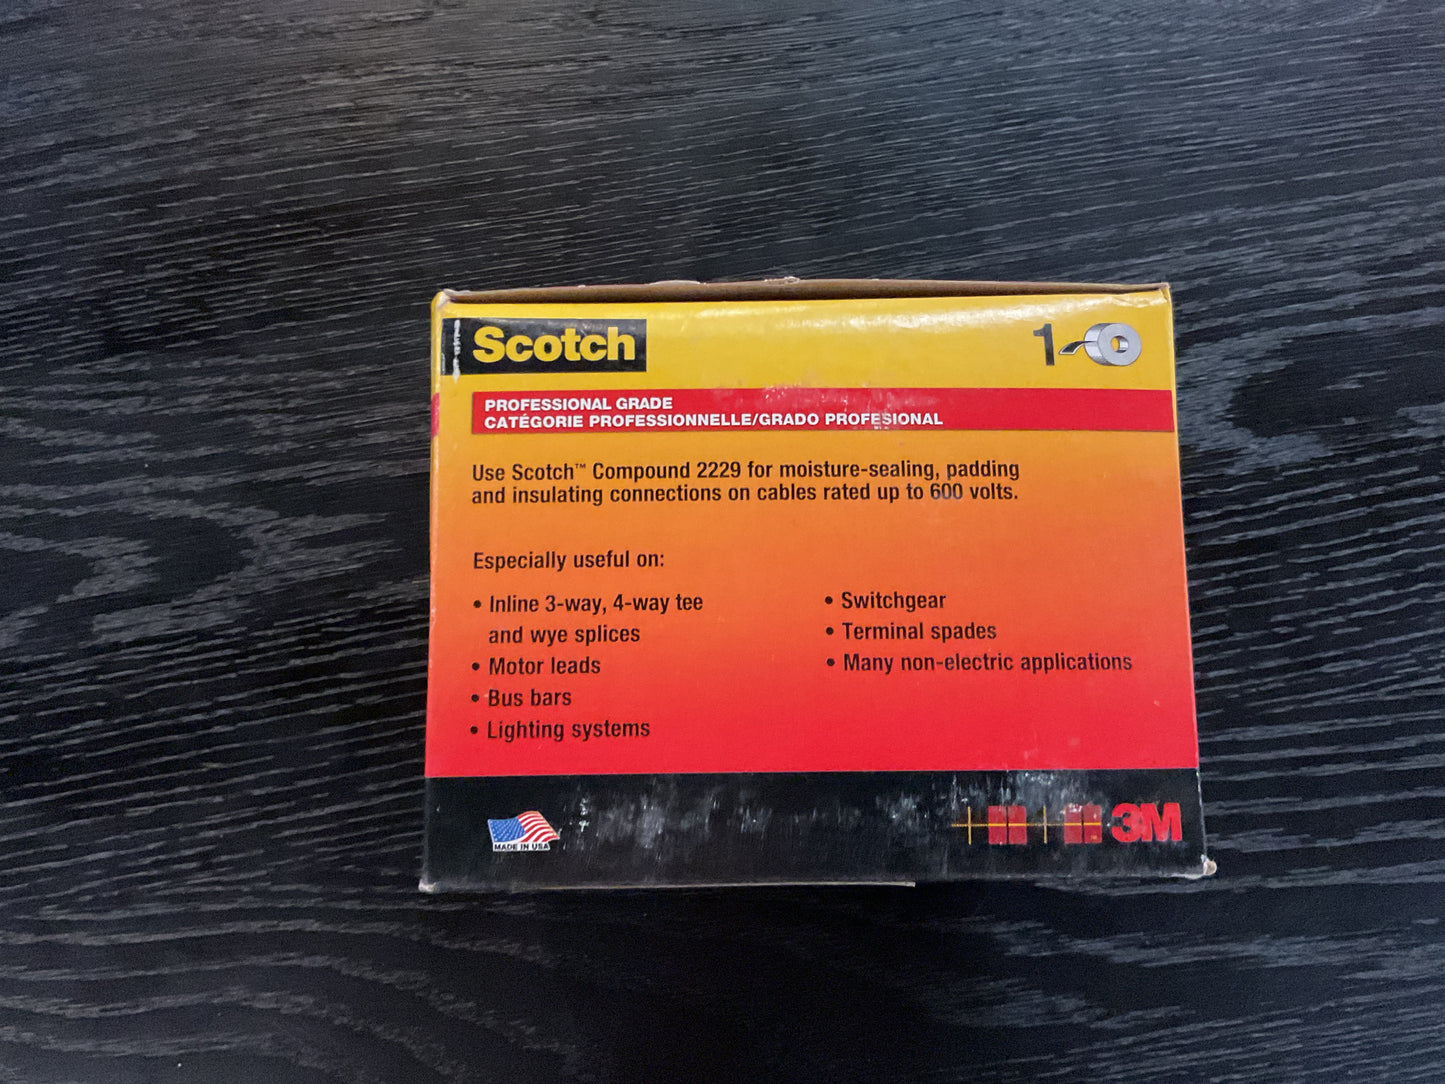 Scotch
1
PROFESSIONAL GRADE
CATÉGORIE PROFESSIONNELLE/GRADO PROFESIONAL
Use Scotch™ Compound 2229 for moisture-sealing, padding
and insulating connections on cables rated up to 600 volts.
Especially useful on:
• Inline 3-way, 4-way tee
and wye splices
• Motor leads
• Bus bars
• Lighting systems
• Switchgear
• Terminal spades
• Many non-electric applications
MADE IN USA
3M